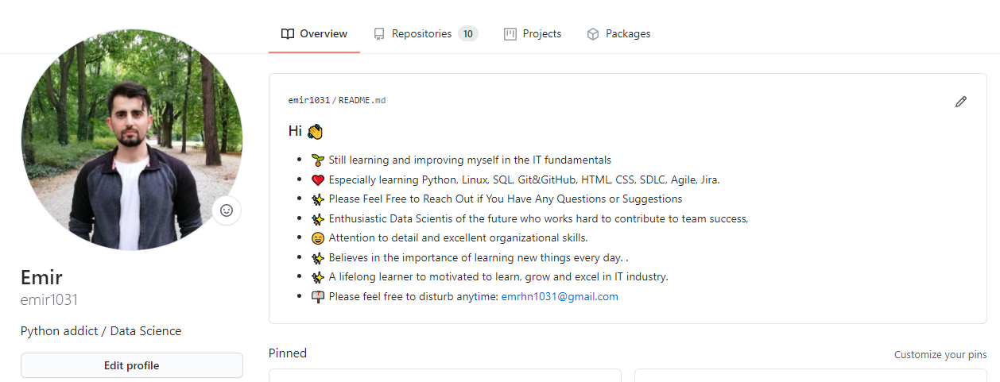 Overview Repositories 10 Projects Packages
emir1031 / README.md
Hi
Still learning and improving myself in the IT fundamentals
Especially learning Python, Linux, SQL, Git&GitHub, HTML, CSS, SDLC, Agile, Jira.
Please Feel Free to Reach Out if You Have Any Questions or Suggestions
Enthusiastic Data Scientis of the future who works hard to contribute to team success,
Attention to detail and excellent organizational skills.
Believes in the importance of learning new things every day. .
A lifelong learner to motivated to learn, grow and excel in IT industry.
Please feel free to disturb anytime: emrhn1031@gmail.com
Emir
emir1031
Python addict / Data Science
Edit profile
Pinned
Customize your pins